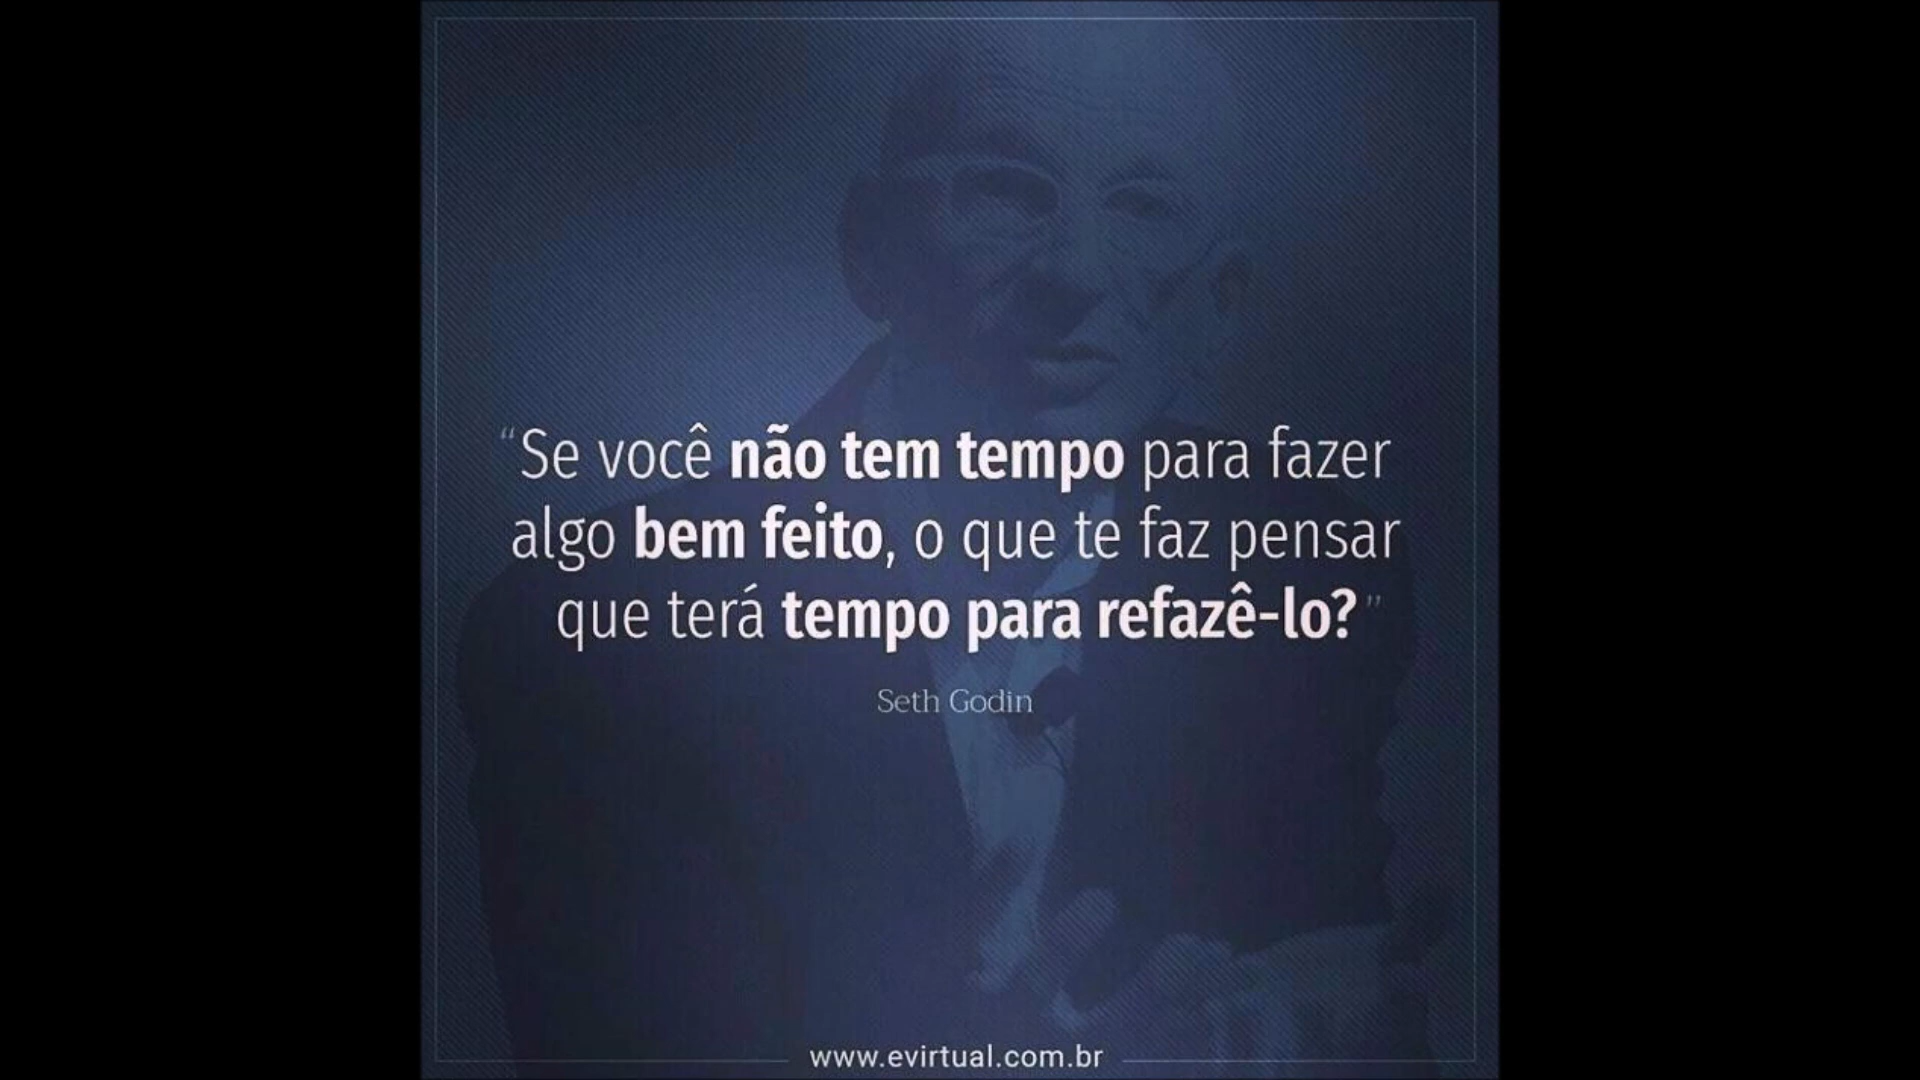 “Se você não tem tempo para fazer
algo bem feito, o que te faz pensar
que terá tempo para refazê-lo?”
Seth Godin
www.evirtual.com.br